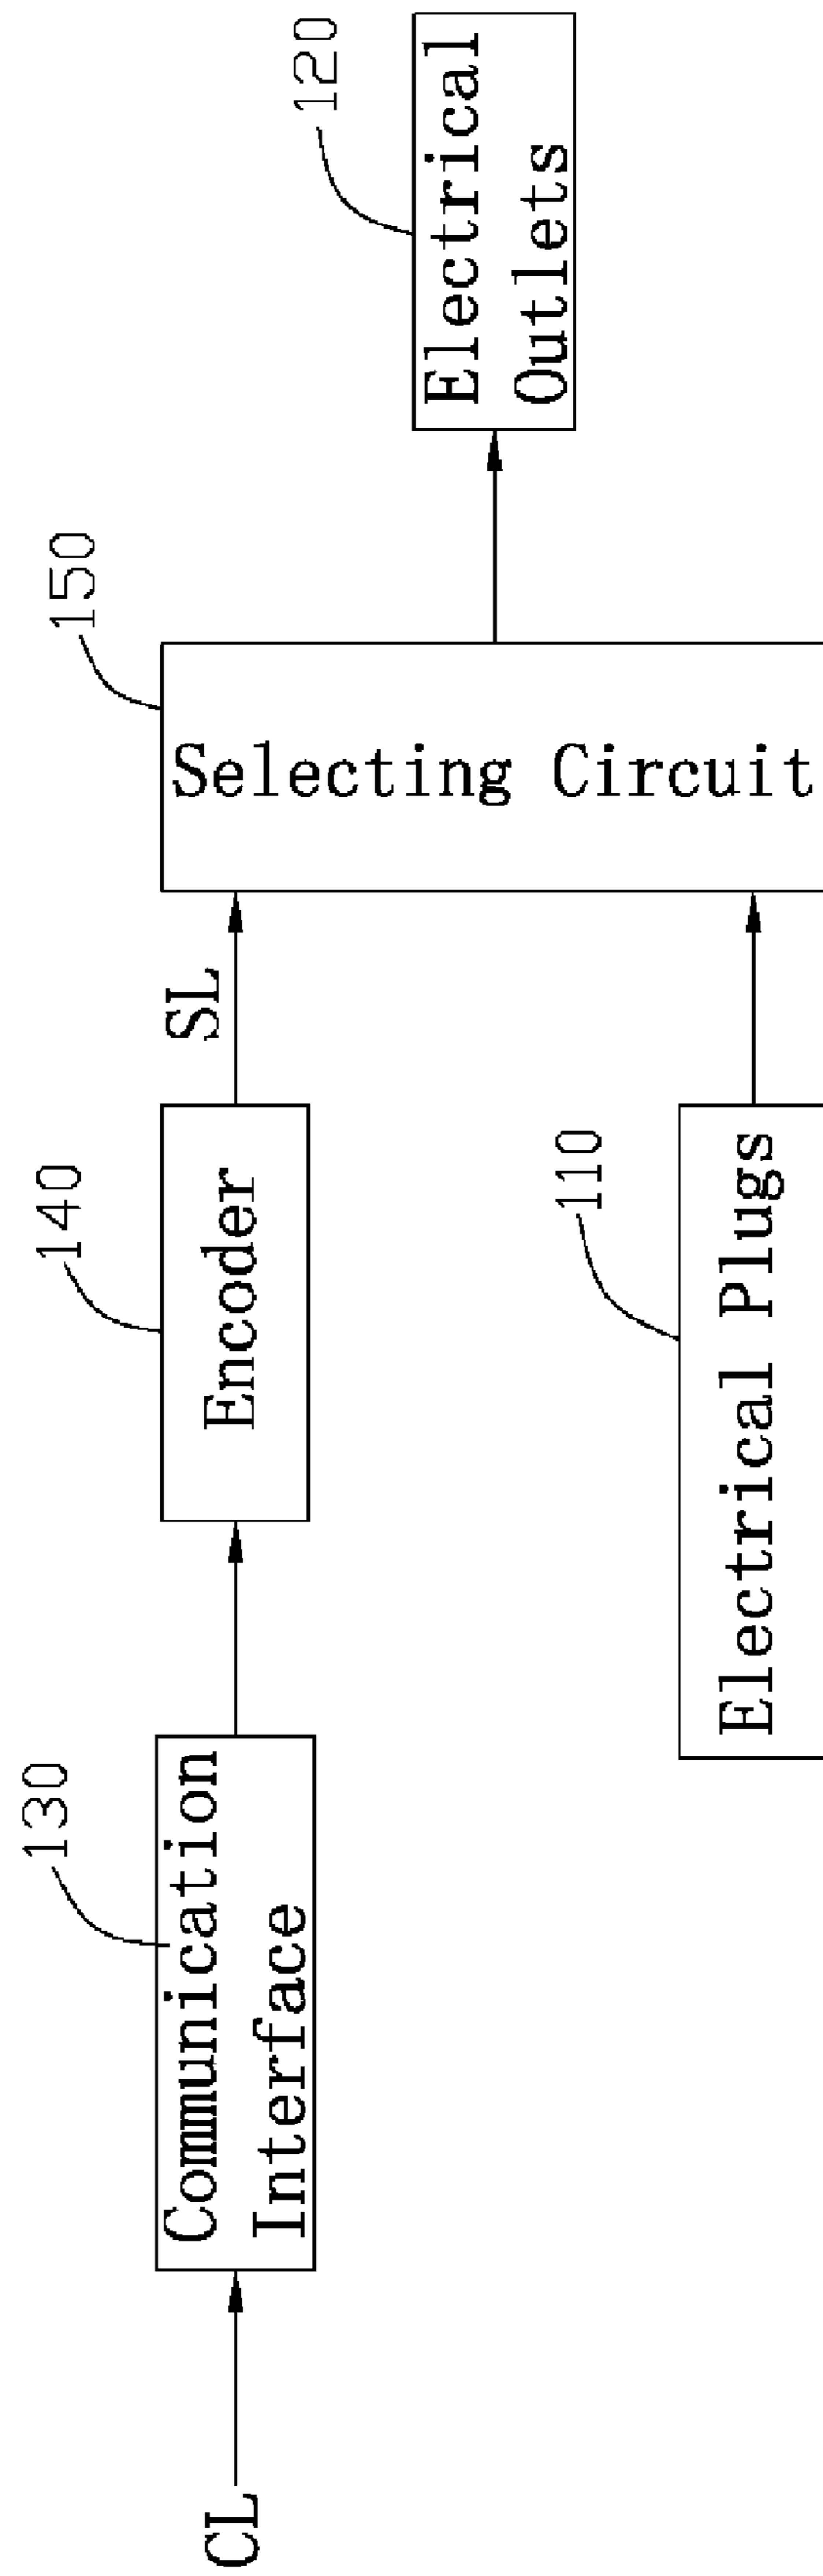 CL
130
Communication
Interface
140
Encoder
SL
150
Selecting Circuit
110
Electrical Plugs
120
Electrical
Outlets